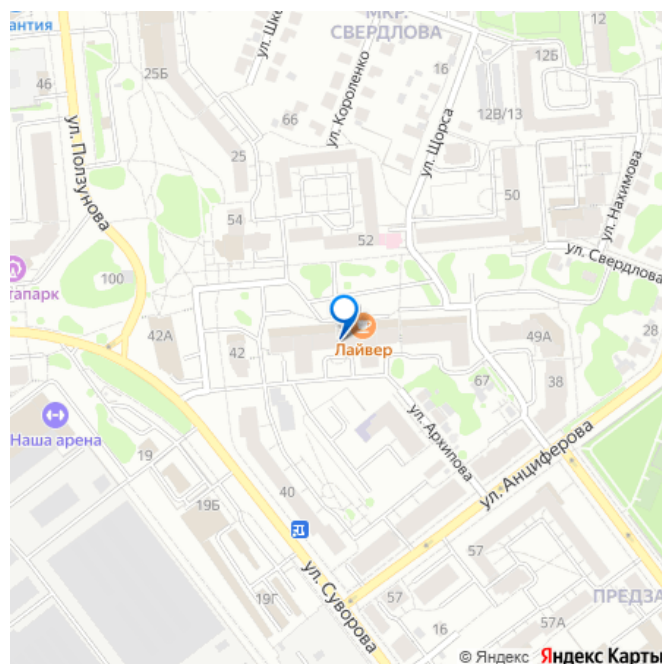 МКР.
СВЕРДЛОВА
12
антия
ул. Шке
25Б
46
12Б
16
ул. Короленко
66
12В/13
ул. Щорса
ул. Ползунова
25
50
ул. Нахимова
54
52
ул. Свердлова
тапарк
100
42А
42
Лайвер
49А
28
67
38
Наша арена
19
ул. Архипова
ул. Анциферова
19Б
40
57
ул. Суворова
57
ПРЕДЗА
19Г
16
57А
© Яндекс Яндекс Карты